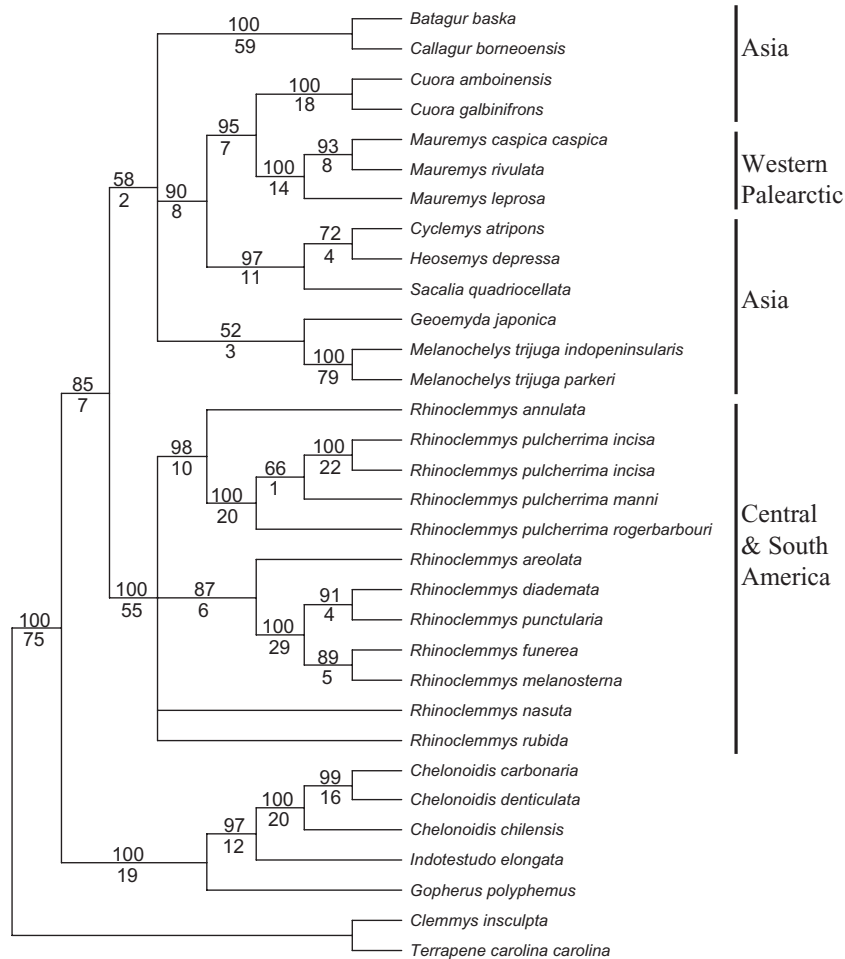 Batagur baska
100
59
Callagur borneoensis
Asia
Cuora amboinensis
100
18
Cuora galbinifrons
95
7
Mauremys caspica caspica
93
8
Mauremys rivulata
100
14
Mauremys leprosa
Western
Palearctic
58
2
90
8
Cyclemys atripons
72
4
Heosemys depressa
97
11
Sacalia quadriocellata
Asia
Geoemyda japonica
52
3
Melanochelys trijuga indopeninsularis
100
79
Melanochelys trijuga parkeri
85
7
Rhinoclemmys annulata
98
10
Rhinoclemmys pulcherrima incisa
100
22
Rhinoclemmys pulcherrima incisa
66
1
Rhinoclemmys pulcherrima manni
100
20
Rhinoclemmys pulcherrima rogerbarbouri
Central
& South
America
Rhinoclemmys areolata
100
55
87
6
Rhinoclemmys diademata
91
4
Rhinoclemmys punctularia
100
29
Rhinoclemmys funerea
89
5
Rhinoclemmys melanosterna
100
75
Rhinoclemmys nasuta
Rhinoclemmys rubida
Chelonoidis carbonaria
99
16
Chelonoidis denticulata
100
20
Chelonoidis chilensis
97
12
Indotestudo elongata
100
19
Gopherus polyphemus
Clemmys insculpta
Terrapene carolina carolina